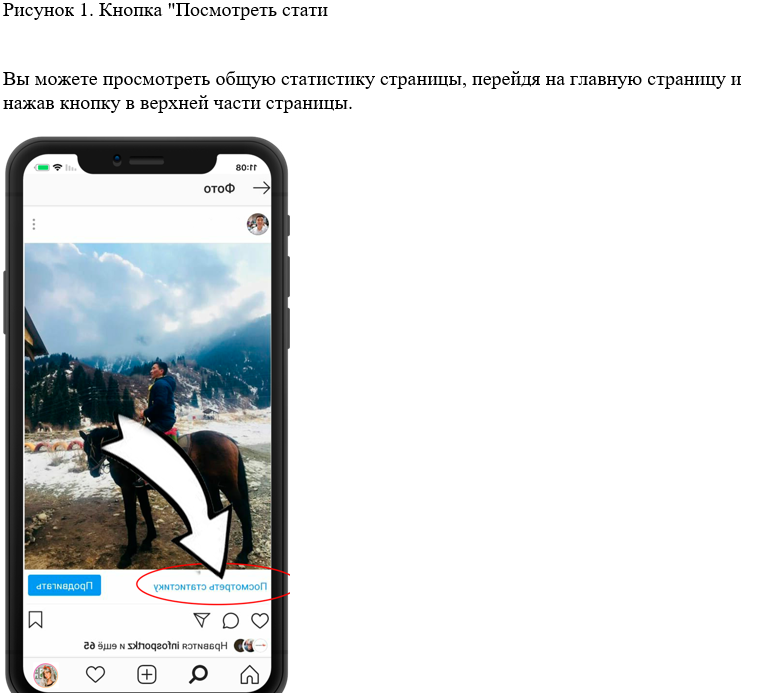 Рисунок 1. Кнопка "Посмотреть стати
Вы можете просмотреть общую статистику страницы, перейдя на главную страницу и
нажав кнопку в верхней части страницы.
11:08
Фото
Посмотреть статистику
Продвигать
Нравится infosportkz и ещё 65